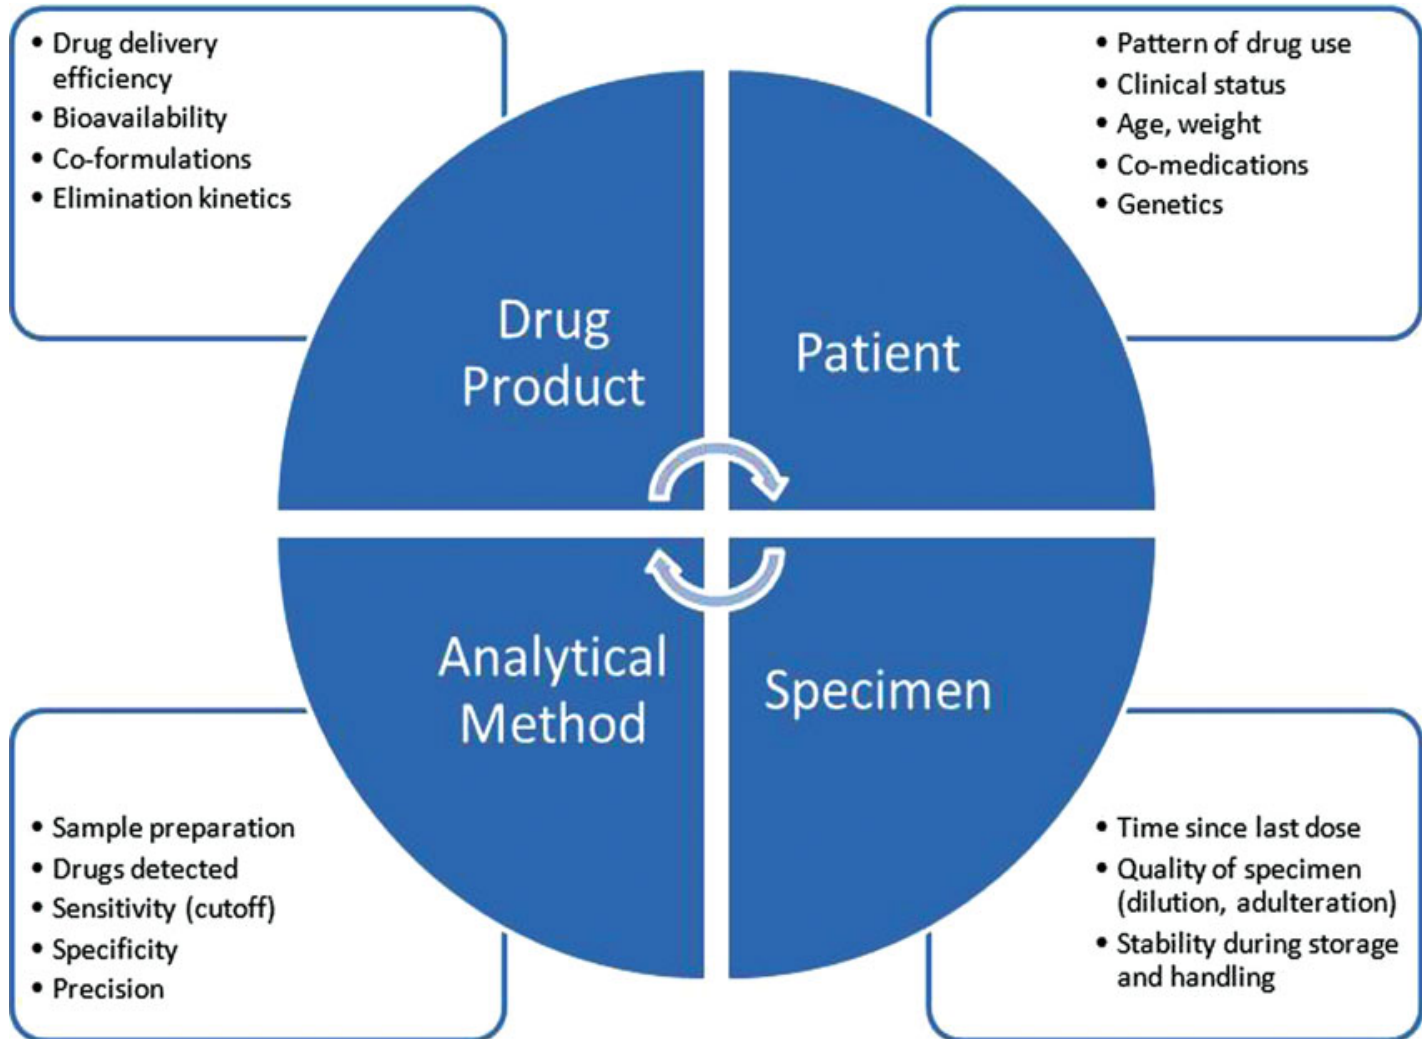 • Drug delivery
efficiency
• Bioavailability
• Co-formulations
• Elimination kinetics
• Pattern of drug use
• Clinical status
• Age, weight
• Co-medications
• Genetics
Drug
Product
Patient
Analytical
Method
Specimen
• Sample preparation
• Drugs detected
• Sensitivity (cutoff)
• Specificity
• Precision
• Time since last dose
• Quality of specimen
(dilution, adulteration)
• Stability during storage
and handling